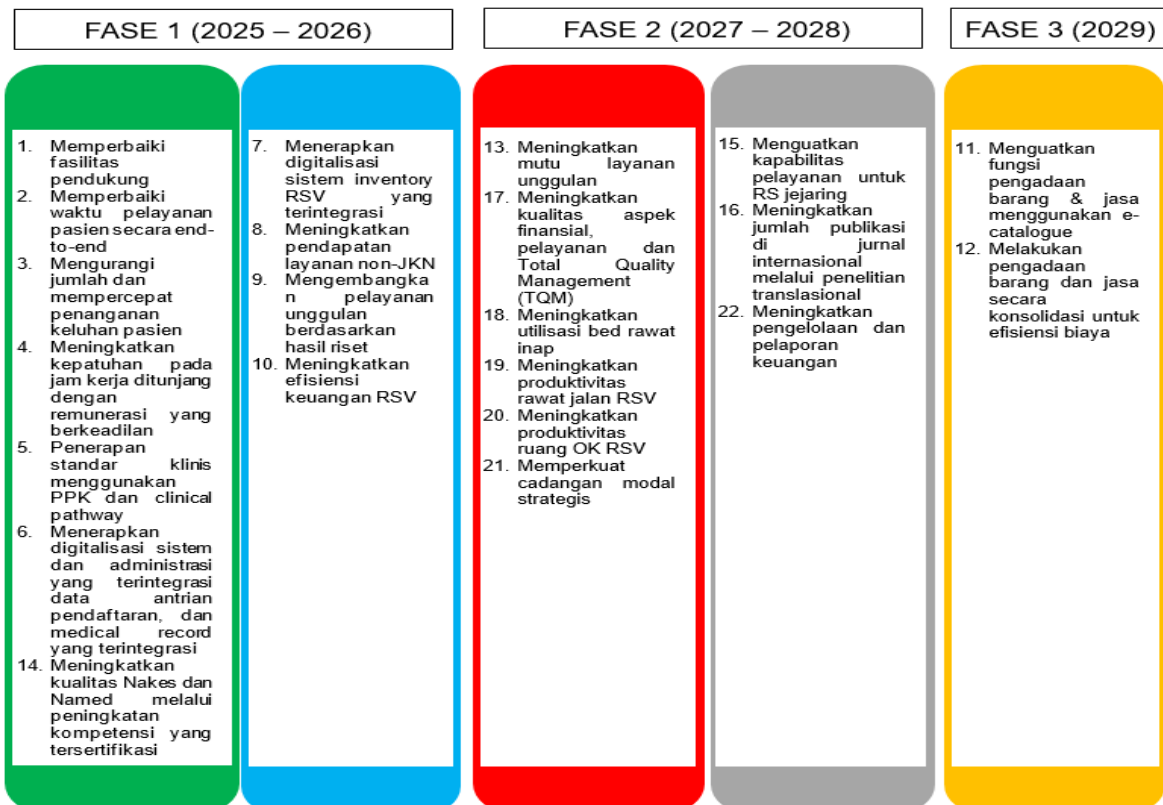 FASE 1 (2025 – 2026)
FASE 2 (2027 – 2028)
FASE 3 (2029)
1. Memperbaiki
fasilitas
pendukung
2. Memperbaiki
waktu pelayanan
pasien secara end-
to-end
3. Mengurangi
jumlah dan
mempercepat
penanganan
keluhan pasien
4. Meningkatkan
kepatuhan pada
jam kerja ditunjang
dengan
remunerasi yang
berkeadilan
5. Penerapan
standar klinis
menggunakan
PPK dan clinical
pathway
6. Menerapkan
digitalisasi sistem
dan administrasi
yang terintegrasi
data antrian
pendaftaran, dan
medical record
yang terintegrasi
14. Meningkatkan
kualitas Nakes dan
Named melalui
peningkatan
kompetensi yang
tersertifikasi
7. Menerapkan
digitalisasi
sistem inventory
RSV yang
terintegrasi
8. Meningkatkan
pendapatan
layanan non-JKN
9. Mengembangka
n pelayanan
unggulan
berdasarkan
hasil riset
10. Meningkatkan
efisiensi
keuangan RSV
13. Meningkatkan
mutu layanan
unggulan
17. Meningkatkan
kualitas aspek
finansial,
pelayanan dan
Total Quality
Management
(TQM)
18. Meningkatkan
utilisasi bed rawat
inap
19. Meningkatkan
produktivitas
rawat jalan RSV
20. Meningkatkan
produktivitas
ruang OK RSV
21. Memperkuat
cadangan modal
strategis
15. Menguatkan
kapabilitas
pelayanan untuk
RS jejaring
16. Meningkatkan
jumlah publikasi
di jurnal
internasional
melalui penelitian
translasional
22. Meningkatkan
pengelolaan dan
pelaporan
keuangan
11. Menguatkan
fungsi
pengadaan
barang & jasa
menggunakan e-
catalogue
12. Melakukan
pengadaan
barang dan jasa
secara
konsolidasi untuk
efisiensi biaya